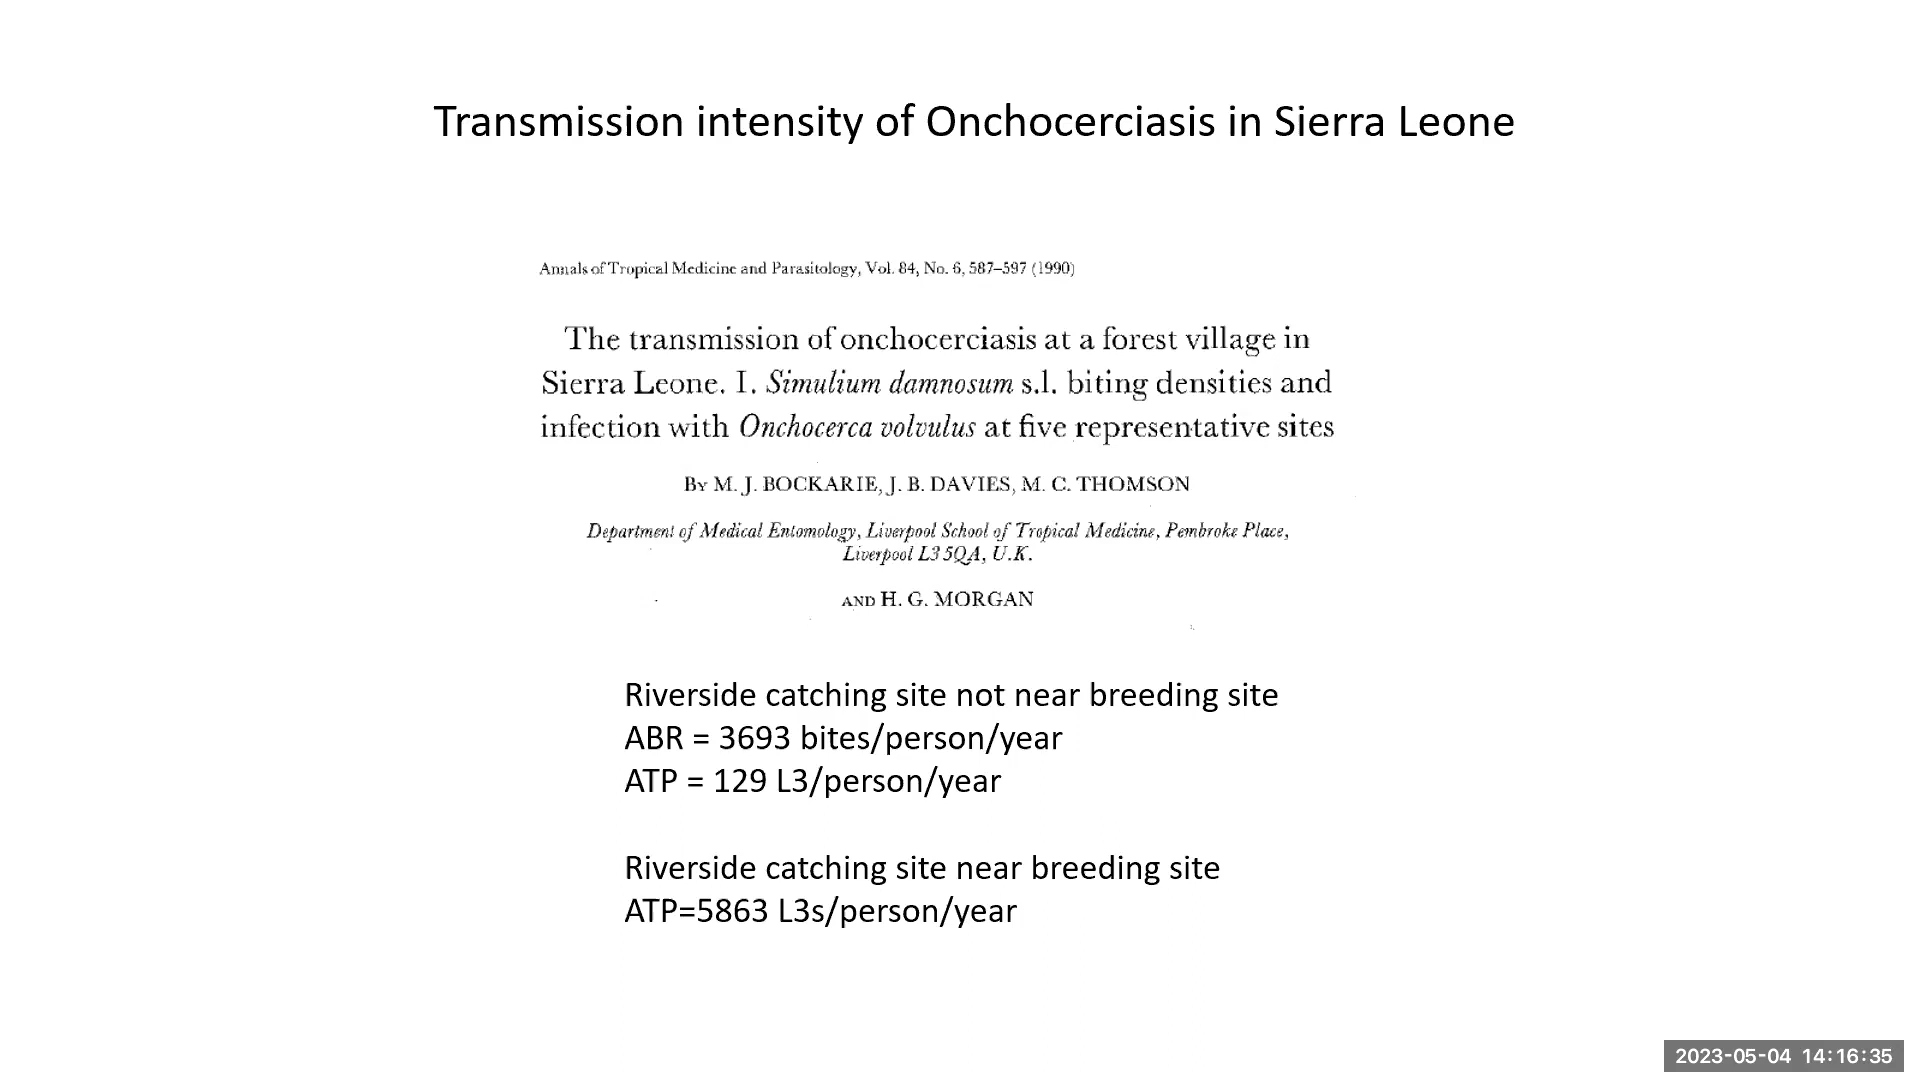 Transmission intensity of Onchocerciasis in Sierra Leone
Annals of Tropical Medicine and Parasitology, Vol. 84, No. 6, 587–597 (1990)
The transmission of onchocerciasis at a forest village in
Sierra Leone. I. Simulium damnosum s.l. biting densities and
infection with Onchocerca volvulus at five representative sites
By M. J. BOCKARIE, J. B. DAVIES, M. C. THOMSON
Department of Medical Entomology, Liverpool School of Tropical Medicine, Pembroke Place,
Liverpool L3 5QA, U.K.
AND H. G. MORGAN
Riverside catching site not near breeding site
ABR = 3693 bites/person/year
ATP = 129 L3/person/year
Riverside catching site near breeding site
ATP=5863 L3s/person/year
2023-05-04 14:16:35